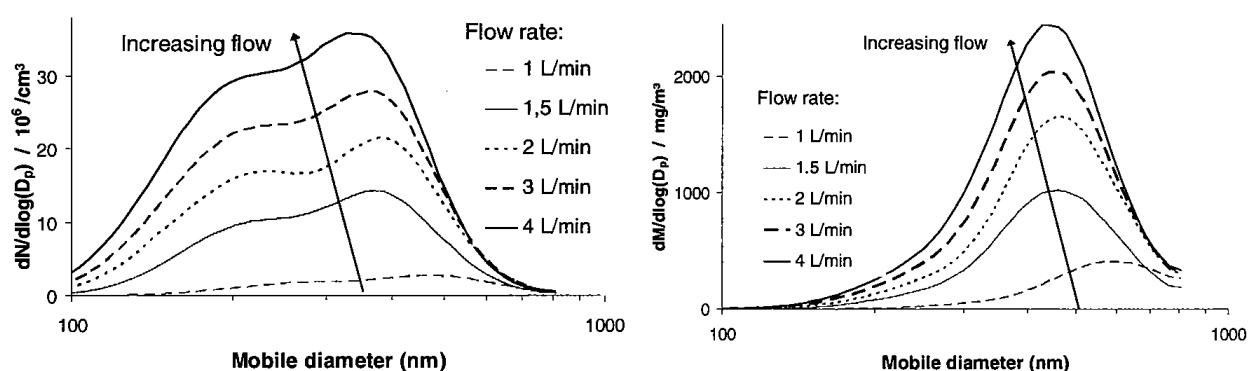 Increasing flow
Flow rate:
1 L/min
1,5 L/min
2 L/min
3 L/min
4 L/min
dN/dlog(Dₚ) / 10⁶ /cm³
30
20
10
0
100
1000
Mobile diameter (nm)
Increasing flow
Flow rate:
1 L/min
1.5 L/min
2 L/min
3 L/min
4 L/min
dM/dlog(Dₚ) / mg/m³
2000
1000
0
100
1000
Mobile diameter (nm)